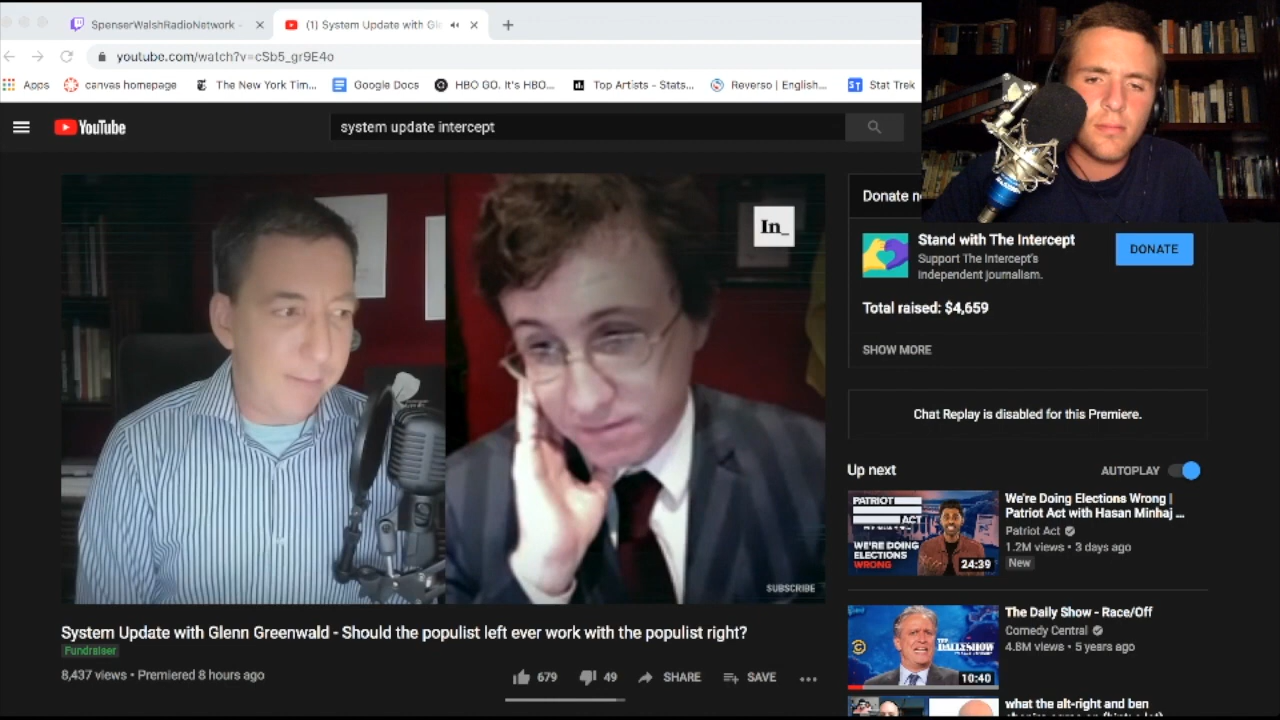 SpenserWalshRadioNetwork -
(1) System Update with Gle
youtube.com/watch?v=cSb5_gr9E4o
Apps
canvas homepage
The New York Tim...
Google Docs
HBO GO. It's HBO...
Top Artists - Stats...
Reverso | English...
ST
Stat Trek
YouTube
system update intercept
In_
SUBSCRIBE
System Update with Glenn Greenwald - Should the populist left ever work with the populist right?
Fundraiser
8,437 views • Premiered 8 hours ago
679
49
SHARE
SAVE
Donate
Stand with The Intercept
Support The Intercept's
independent journalism.
DONATE
Total raised: $4,659
SHOW MORE
Chat Replay is disabled for this Premiere.
Up next
AUTOPLAY
PATRIOT
ACT
WE'RE DOING
ELECTIONS
WRONG
24:39
We're Doing Elections Wrong |
Patriot Act with Hasan Minhaj ...
Patriot Act
1.2M views • 3 days ago
New
THE
DAILYSHOW
10:40
The Daily Show - Race/Off
Comedy Central
4.8M views • 5 years ago
what the alt-right and ben